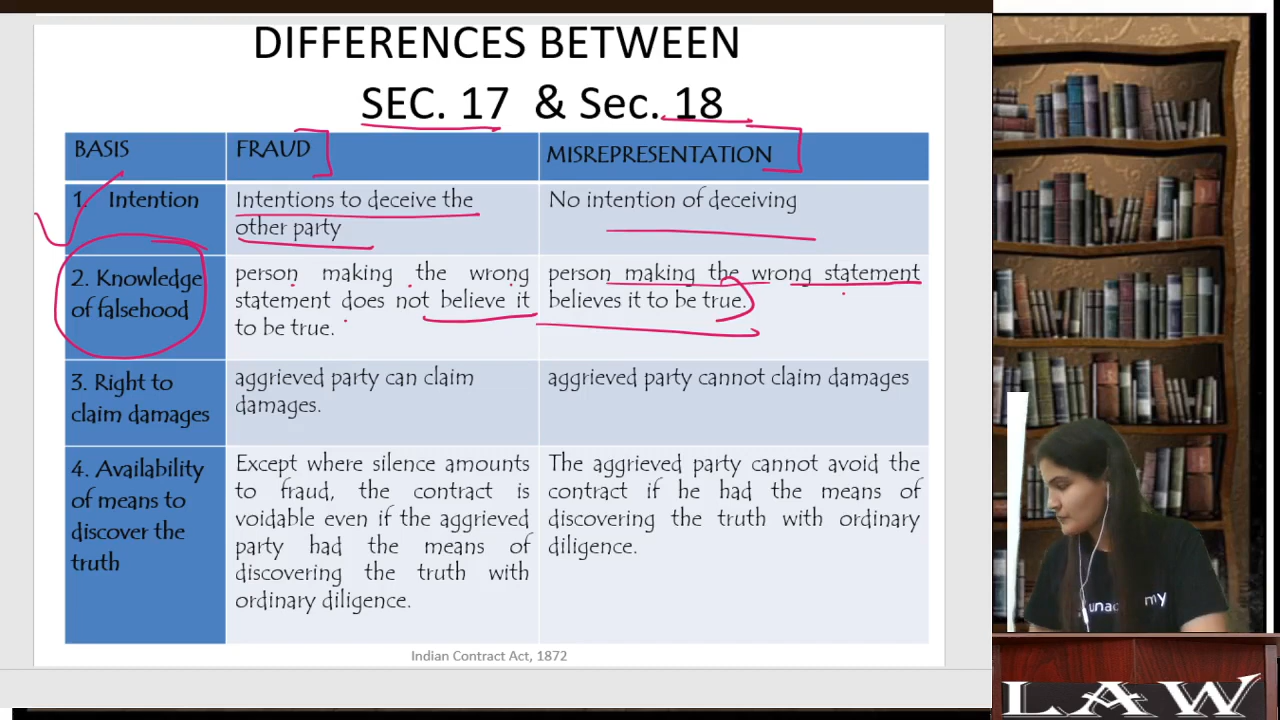 DIFFERENCES BETWEEN
SEC. 17 & Sec. 18
BASIS
FRAUD
MISREPRESENTATION
1. Intention
Intentions to deceive the
other party
No intention of deceiving
2. Knowledge
of falsehood
person making the wrong
statement does not believe it
to be true.
person making the wrong statement
believes it to be true.
3. Right to
claim damages
aggrieved party can claim
damages.
aggrieved party cannot claim damages
4. Availability
of means to
discover the
truth
Except where silence amounts
to fraud, the contract is
voidable even if the aggrieved
party had the means of
discovering the truth with
ordinary diligence.
The aggrieved party cannot avoid the
contract if he had the means of
discovering the truth with ordinary
diligence.
Indian Contract Act, 1872
unac my
LAW